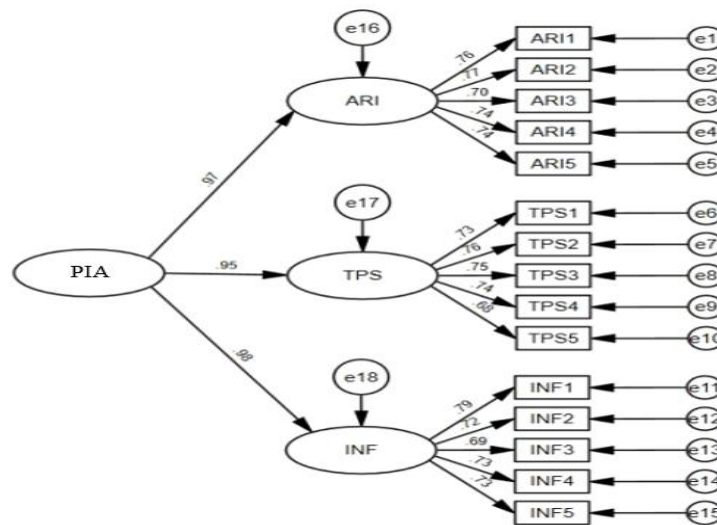 e16
ARI
.76
.77
.70
.74
.74
ARI1
e1
ARI2
e2
ARI3
e3
ARI4
e4
ARI5
e5
.97
e17
PIA
.95
TPS
.73
.76
.75
.74
.68
TPS1
e6
TPS2
e7
TPS3
e8
TPS4
e9
TPS5
e10
.98
e18
INF
.79
.72
.69
.73
.73
INF1
e11
INF2
e12
INF3
e13
INF4
e14
INF5
e15